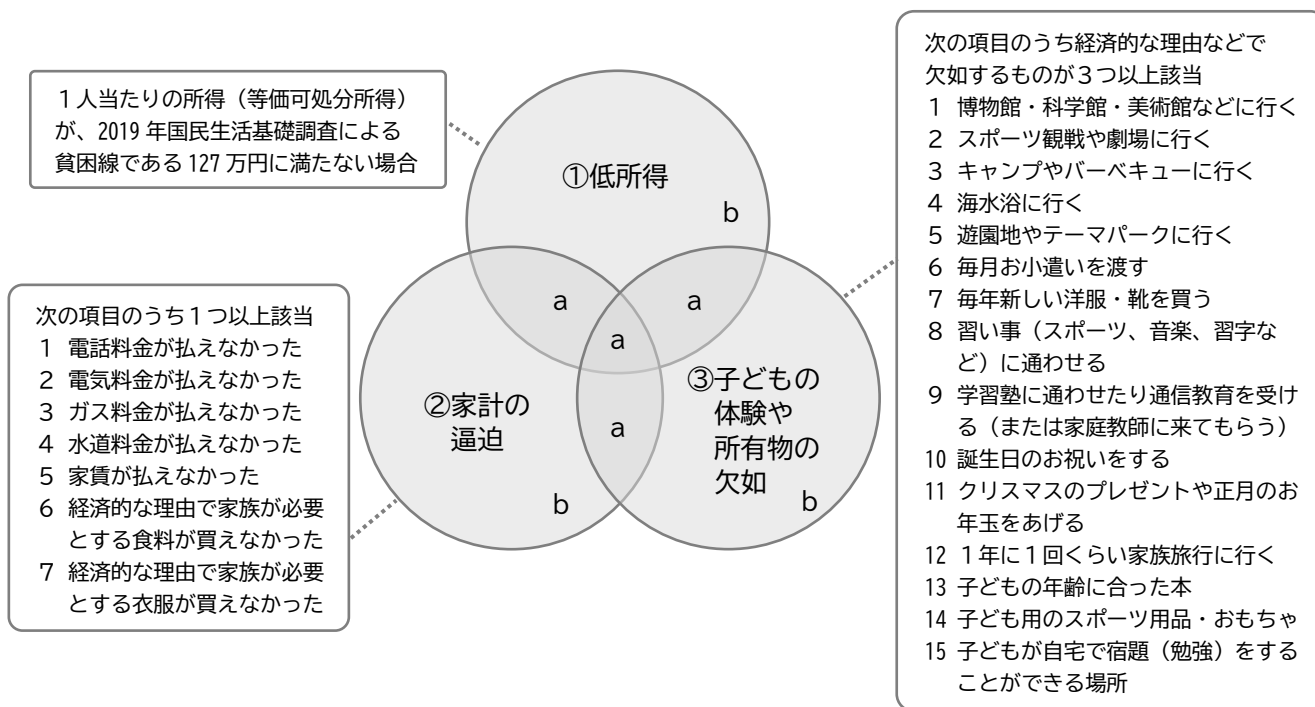 １人当たりの所得（等価可処分所得）
が、2019 年国民生活基礎調査による
貧困線である 127 万円に満たない場合
①低所得
b
a
a
a
②家計の
逼迫
a
b
③子どもの
体験や
所有物の
欠如
b
次の項目のうち１つ以上該当
1 電話料金が払えなかった
2 電気料金が払えなかった
3 ガス料金が払えなかった
4 水道料金が払えなかった
5 家賃が払えなかった
6 経済的な理由で家族が必要
とする食料が買えなかった
7 経済的な理由で家族が必要
とする衣服が買えなかった
次の項目のうち経済的な理由などで
欠如するものが３つ以上該当
1 博物館・科学館・美術館などに行く
2 スポーツ観戦や劇場に行く
3 キャンプやバーベキューに行く
4 海水浴に行く
5 遊園地やテーマパークに行く
6 毎月お小遣いを渡す
7 毎年新しい洋服・靴を買う
8 習い事（スポーツ、音楽、習字な
ど）に通わせる
9 学習塾に通わせたり通信教育を受け
る（または家庭教師に来てもらう）
10 誕生日のお祝いをする
11 クリスマスのプレゼントや正月のお
年玉をあげる
12 １年に１回くらい家族旅行に行く
13 子どもの年齢に合った本
14 子ども用のスポーツ用品・おもちゃ
15 子どもが自宅で宿題（勉強）をする
ことができる場所